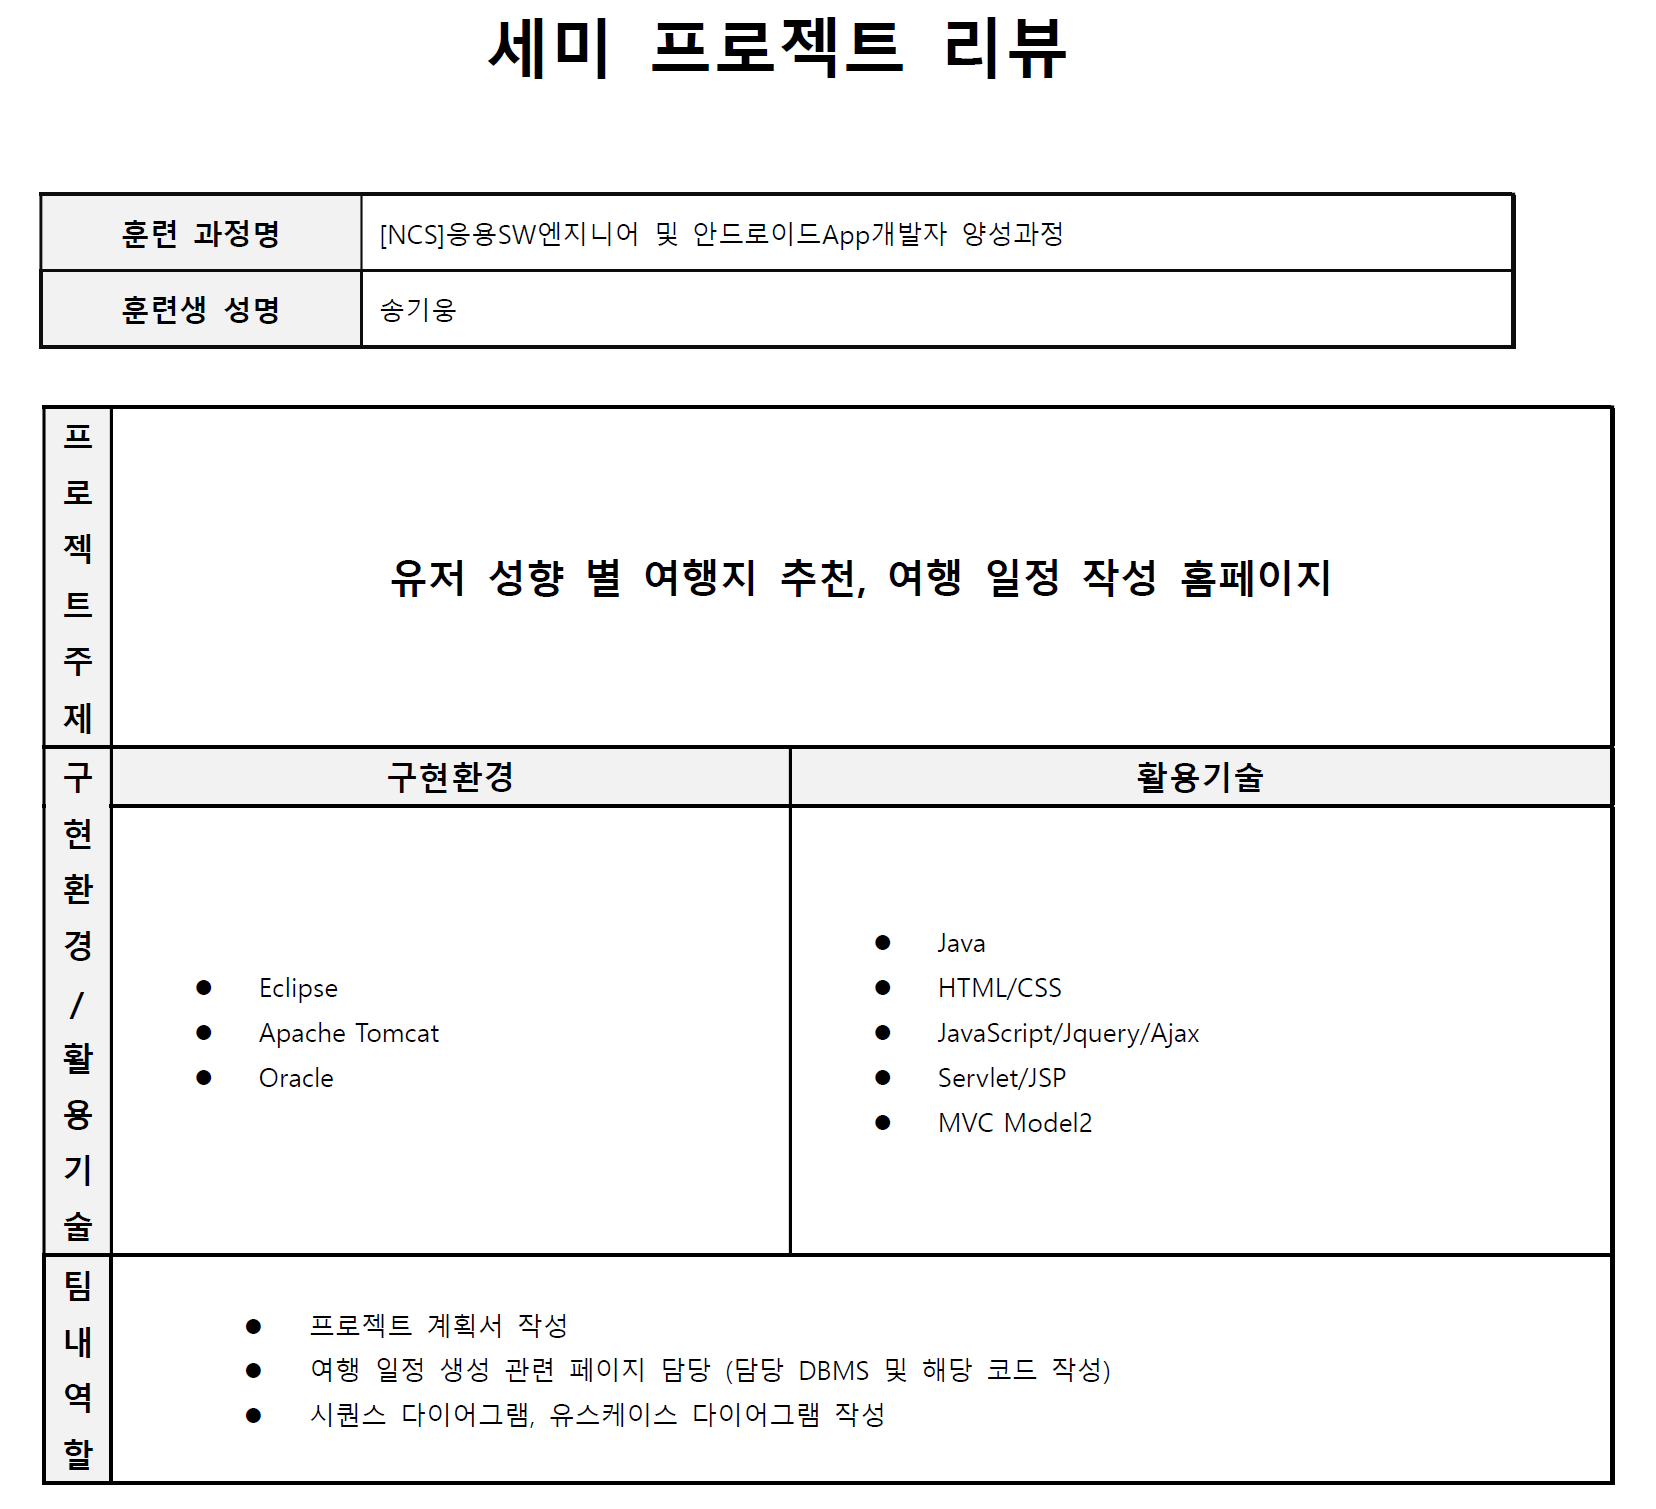 세미 프로젝트 리뷰
훈련 과정명
[NCS]응용SW엔지니어 및 안드로이드App개발자 양성과정
훈련생 성명
송기웅
프로젝트주제
유저 성향 별 여행지 추천, 여행 일정 작성 홈페이지
구현환경/활용기술
구현환경
활용기술
● Eclipse
● Apache Tomcat
● Oracle
● Java
● HTML/CSS
● JavaScript/Jquery/Ajax
● Servlet/JSP
● MVC Model2
팀내역할
● 프로젝트 계획서 작성
● 여행 일정 생성 관련 페이지 담당 (담당 DBMS 및 해당 코드 작성)
● 시퀀스 다이어그램, 유스케이스 다이어그램 작성